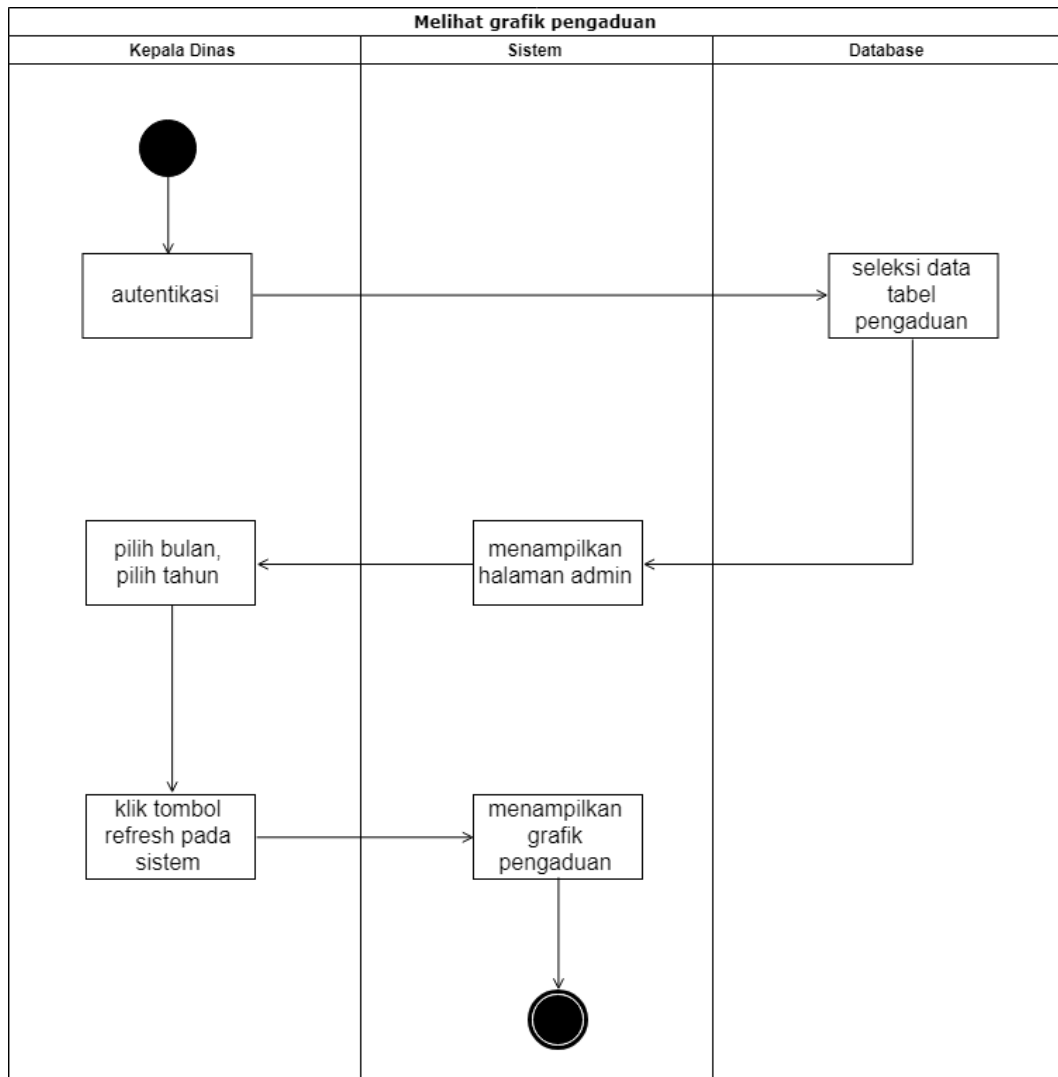 Melihat grafik pengaduan
Kepala Dinas
Sistem
Database
autentikasi
seleksi data
tabel
pengaduan
pilih bulan,
pilih tahun
menampilkan
halaman admin
klik tombol
refresh pada
sistem
menampilkan
grafik
pengaduan